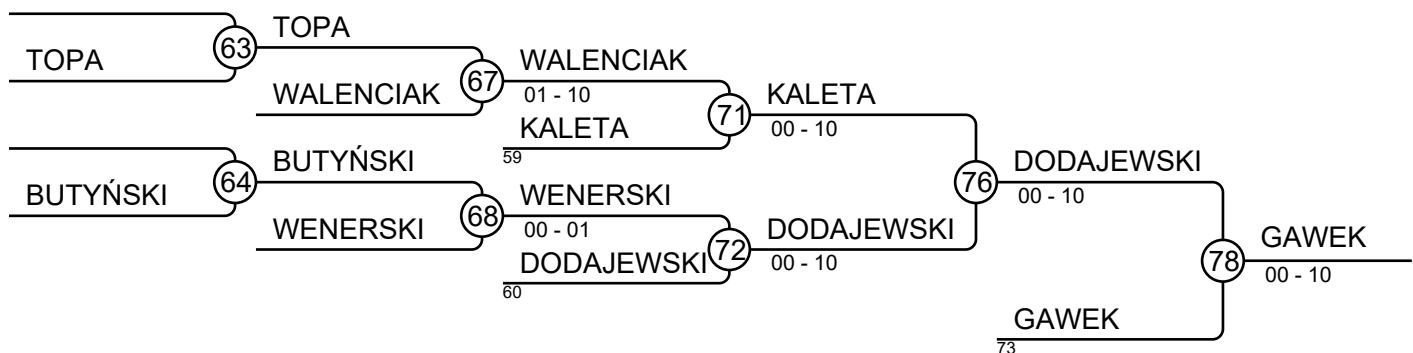 TOPA
63
TOPA
WALENCIAK
67
WALENCIAK
01 - 10
KALETA
59
71
KALETA
00 - 10
BUTYŃSKI
64
BUTYŃSKI
WENERSKI
68
WENERSKI
00 - 01
DODAJEWSKI
60
72
DODAJEWSKI
00 - 10
76
DODAJEWSKI
00 - 10
GAWEK
73
78
GAWEK
00 - 10